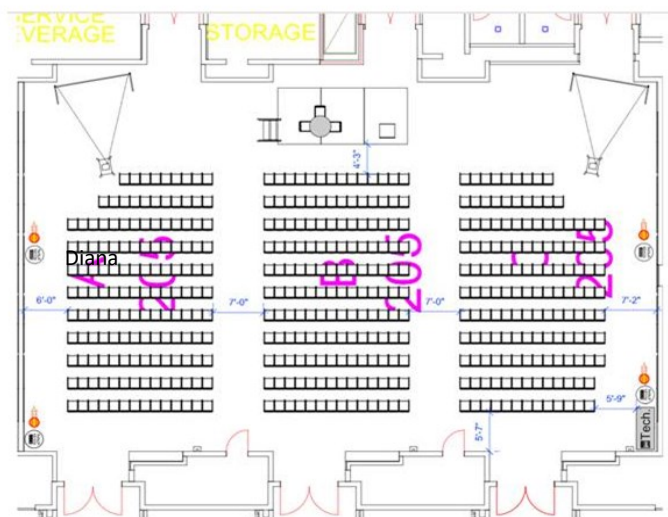 SERVICE
EVERAGE
STORAGE
4'-3"
Diana
A
205
B
205
C
205
6'-0"
7'-0"
7'-0"
7'-2"
5'-9"
5'-7"
Tech.